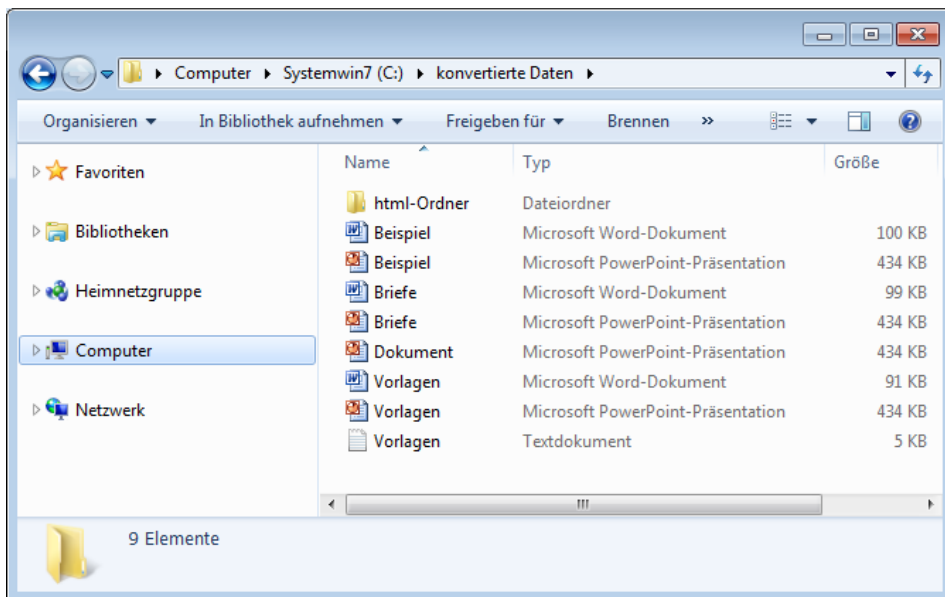 Computer Systemwin7 (C:) konvertierte Daten
Organisieren In Bibliothek aufnehmen Freigeben für Brennen »
Favoriten
Bibliotheken
Heimnetzgruppe
Computer
Netzwerk
Name Typ Größe
html-Ordner Dateiordner
Beispiel Microsoft Word-Dokument 100 KB
Beispiel Microsoft PowerPoint-Präsentation 434 KB
Briefe Microsoft Word-Dokument 99 KB
Briefe Microsoft PowerPoint-Präsentation 434 KB
Dokument Microsoft PowerPoint-Präsentation 434 KB
Vorlagen Microsoft Word-Dokument 91 KB
Vorlagen Microsoft PowerPoint-Präsentation 434 KB
Vorlagen Textdokument 5 KB
9 Elemente